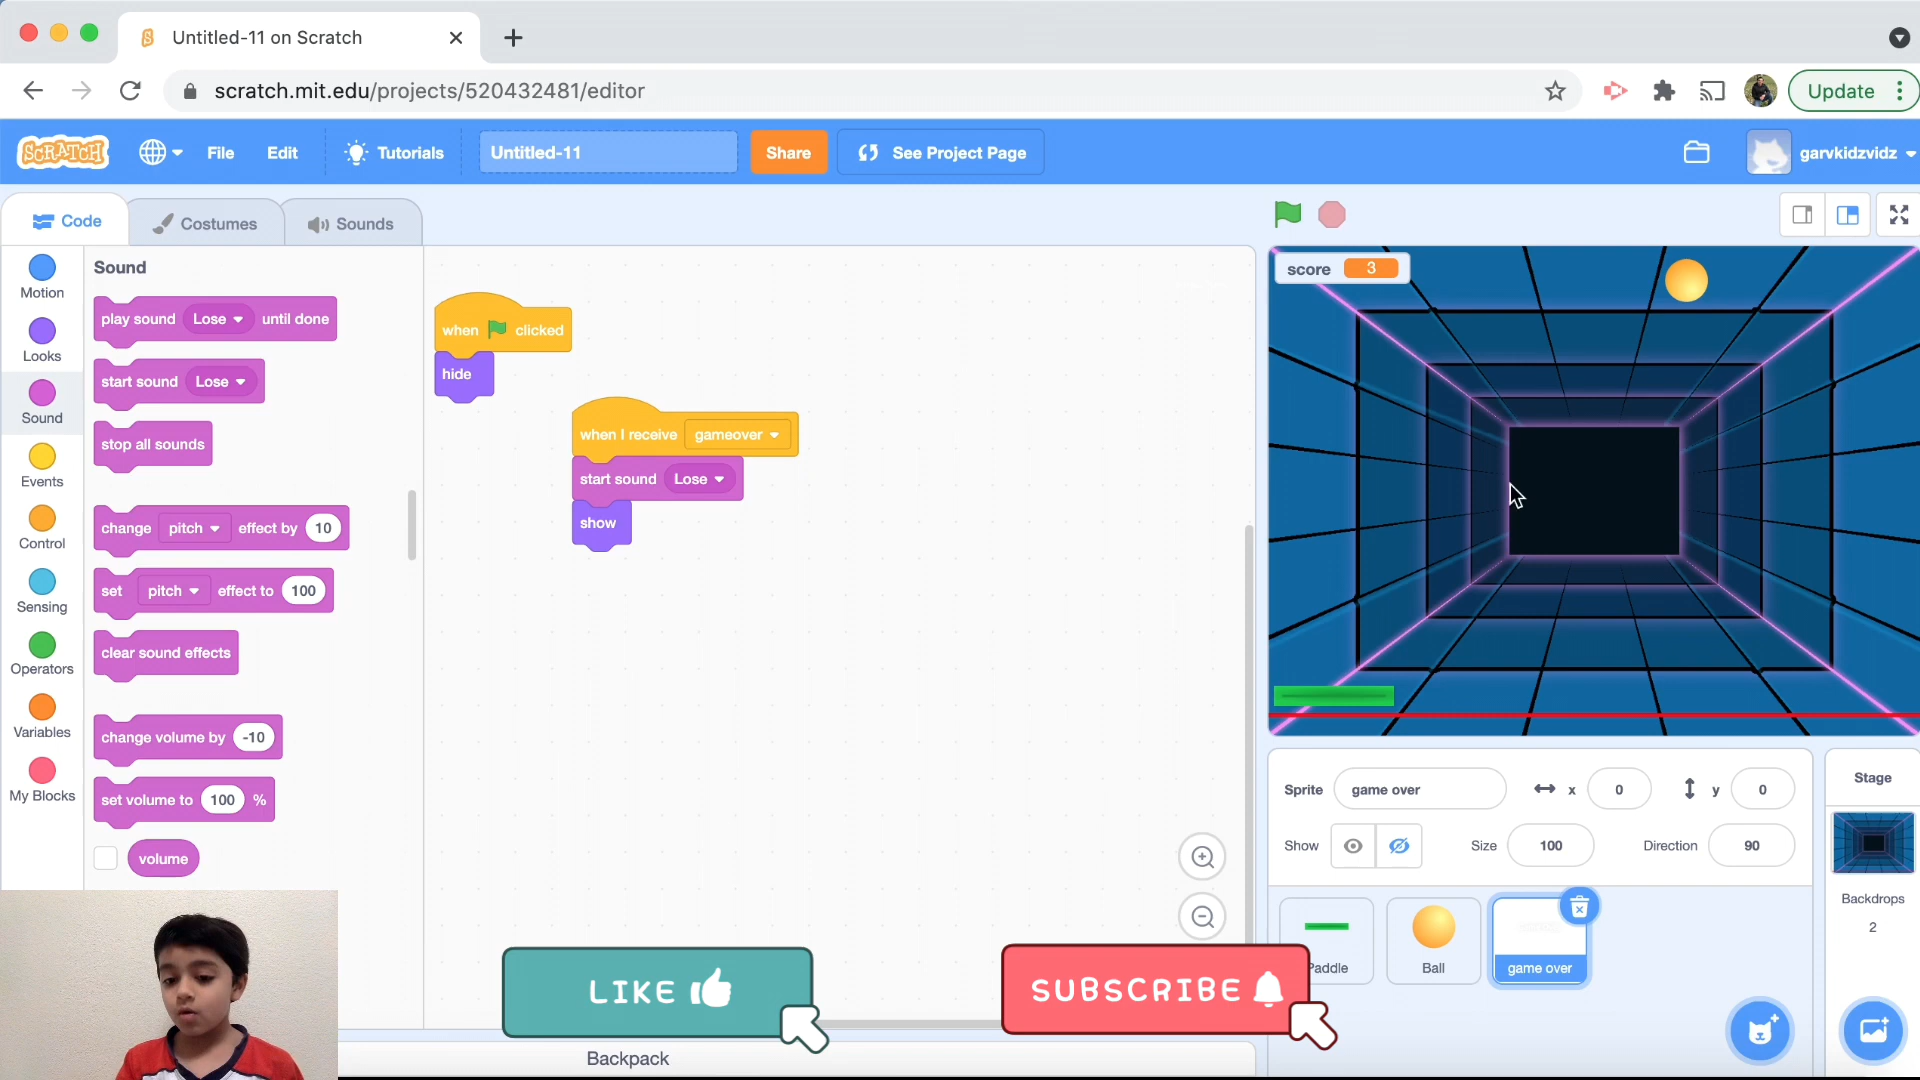 Untitled-11 on Scratch
scratch.mit.edu/projects/520432481/editor
Update
SCRATCH
File
Edit
Tutorials
Untitled-11
Share
See Project Page
garvkidzvidz
Code
Costumes
Sounds
Motion
Looks
Sound
Events
Control
Sensing
Operators
Variables
My Blocks
Sound
play sound Lose until done
start sound Lose
stop all sounds
change pitch effect by 10
set pitch effect to 100
clear sound effects
change volume by -10
set volume to 100 %
volume
when clicked
hide
when I receive gameover
start sound Lose
show
score 3
Sprite game over x 0 y 0
Show Size 100 Direction 90
Paddle
Ball
game over
Stage
Backdrops
2
LIKE
SUBSCRIBE
Backpack